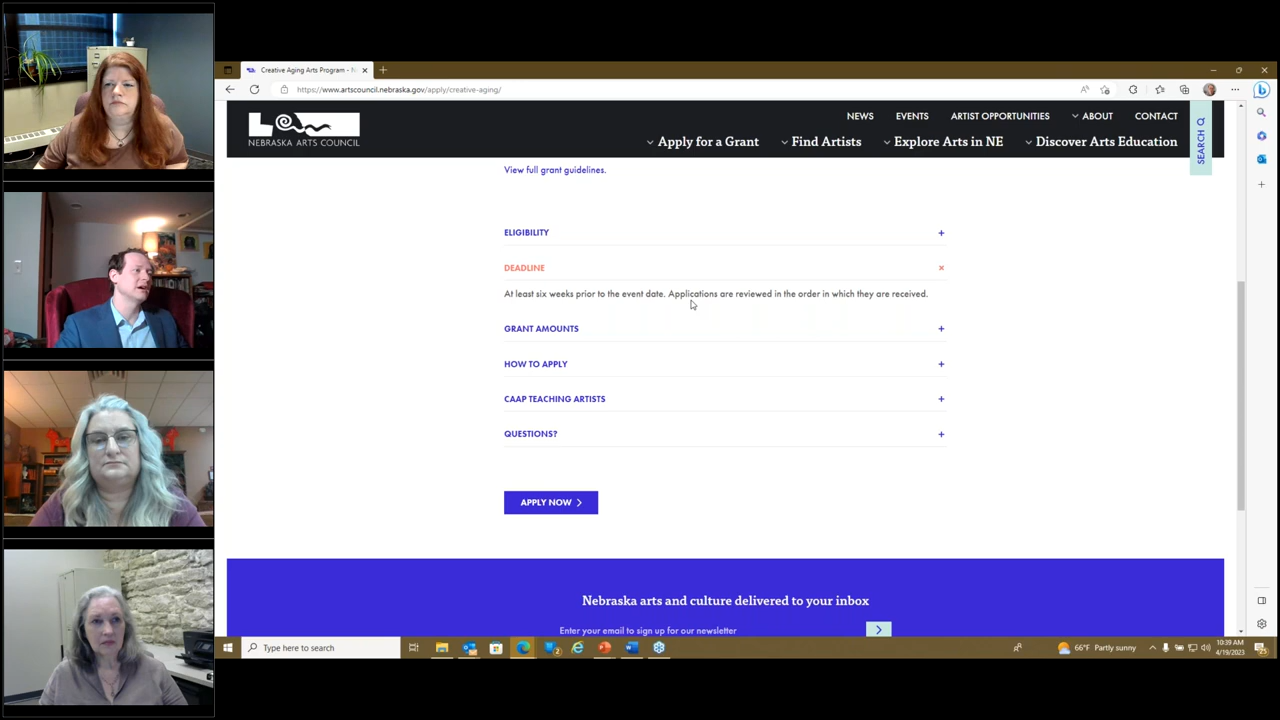 Creative Aging Arts Program - N
https://www.artscouncil.nebraska.gov/apply/creative-aging/
NEBRASKA ARTS COUNCIL
NEWS EVENTS ARTIST OPPORTUNITIES ABOUT CONTACT
Apply for a Grant Find Artists Explore Arts in NE Discover Arts Education
SEARCH
View full grant guidelines.
ELIGIBILITY +
DEADLINE ×
At least six weeks prior to the event date. Applications are reviewed in the order in which they are received.
GRANT AMOUNTS +
HOW TO APPLY +
CAAP TEACHING ARTISTS +
QUESTIONS? +
APPLY NOW >
Nebraska arts and culture delivered to your inbox
Enter your email to sign up for our newsletter >
Type here to search
66°F Partly sunny
10:39 AM
4/19/2023